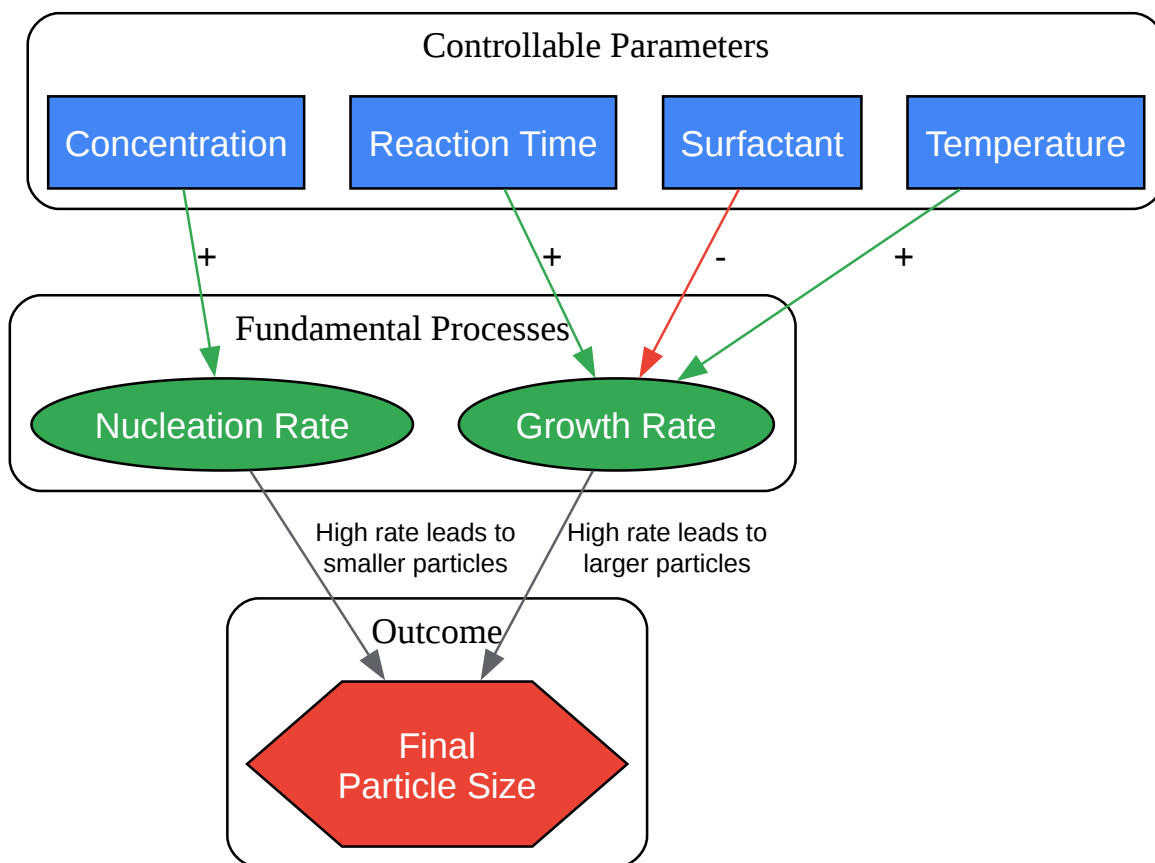 Controllable Parameters
Concentration
Reaction Time
Surfactant
Temperature
+
+
-
+
Fundamental Processes
Nucleation Rate
Growth Rate
High rate leads to
smaller particles
High rate leads to
larger particles
Outcome
Final
Particle Size